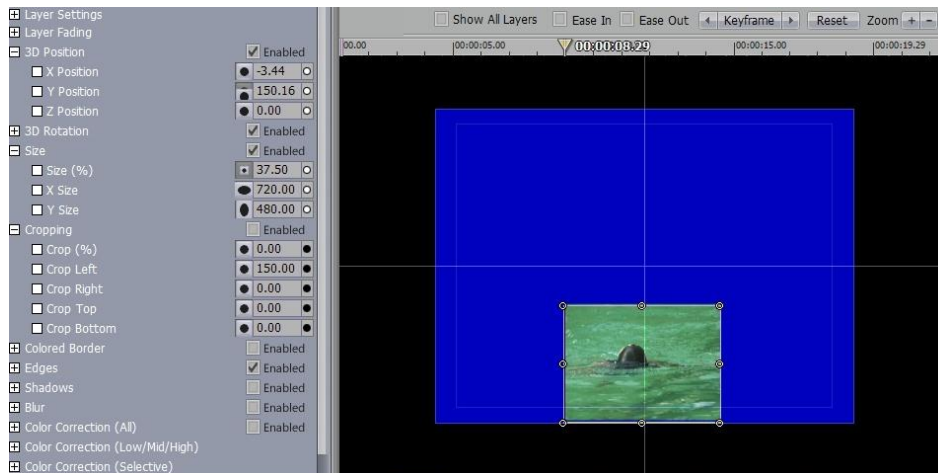 Layer Settings
Layer Fading
3D Position Enabled
X Position -3.44
Y Position 150.16
Z Position 0.00
3D Rotation Enabled
Size Enabled
Size (%) 37.50
X Size 720.00
Y Size 480.00
Cropping Enabled
Crop (%) 0.00
Crop Left 150.00
Crop Right 0.00
Crop Top 0.00
Crop Bottom 0.00
Colored Border Enabled
Edges Enabled
Shadows Enabled
Blur Enabled
Color Correction (All) Enabled
Color Correction (Low/Mid/High)
Color Correction (Selective)
Show All Layers Ease In Ease Out Keyframe Reset Zoom + -
00.00 00:00:05.00 00:00:08.29 00:00:15.00 00:00:19.29